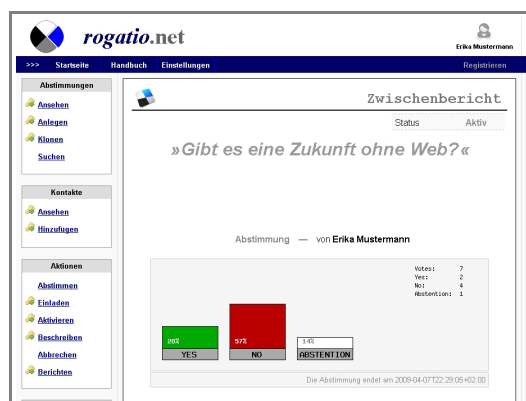 rogatio.net
Erika Mustermann
>>> Startseite Handbuch Einstellungen Registrieren
Abstimmungen
Ansehen
Anlegen
Klonen
Suchen
Kontakte
Ansehen
Hinzufügen
Aktionen
Abstimmen
Einladen
Aktivieren
Beschreiben
Abbrechen
Berichten
Zwischenbericht
Status Aktiv
»Gibt es eine Zukunft ohne Web?«
Abstimmung — von Erika Mustermann
Votes: 7
Yes: 2
No: 4
Abstention: 1
28% 57% 14%
YES NO ABSTENTION
Die Abstimmung endet am 2009-04-07T22:29:05+02:00